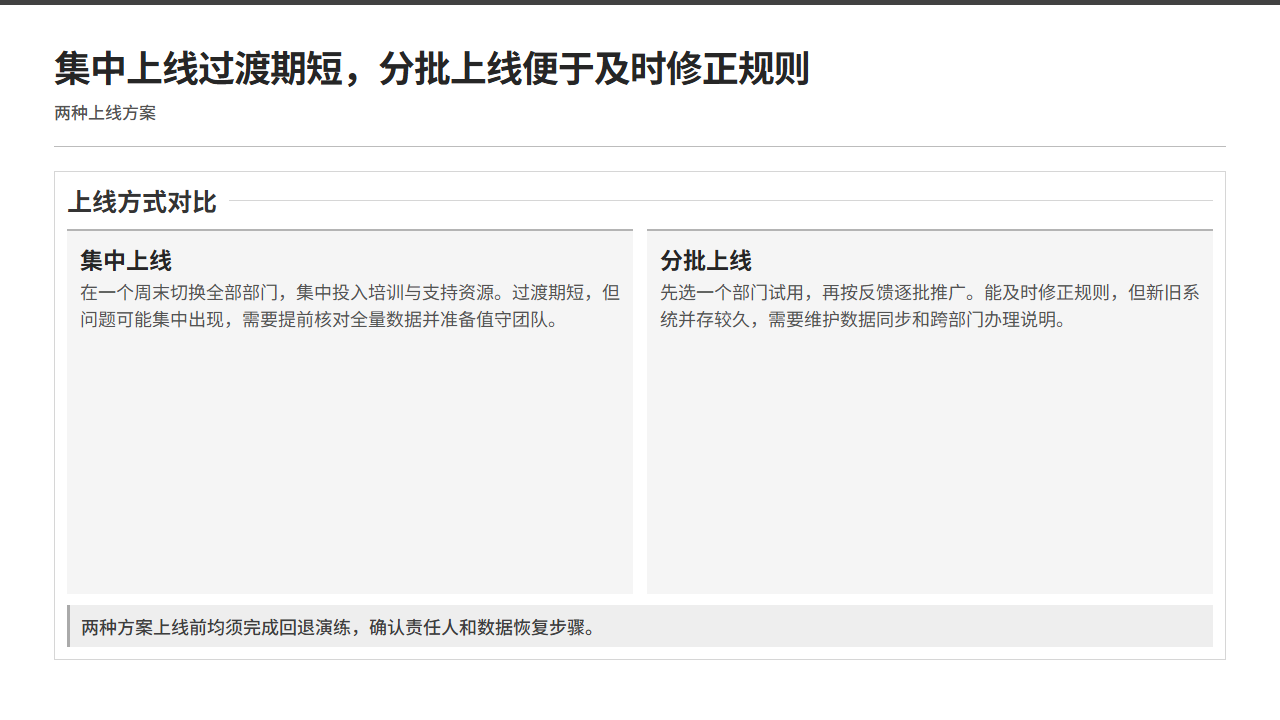 集中上线过渡期短，分批上线便于及时修正规则
两种上线方案
上线方式对比
集中上线
在一个周末切换全部部门，集中投入培训与支持资源。过渡期短，但
问题可能集中出现，需要提前核对全量数据并准备值守团队。
分批上线
先选一个部门试用，再按反馈逐批推广。能及时修正规则，但新旧系
统并存较久，需要维护数据同步和跨部门办理说明。
两种方案上线前均须完成回退演练，确认责任人和数据恢复步骤。